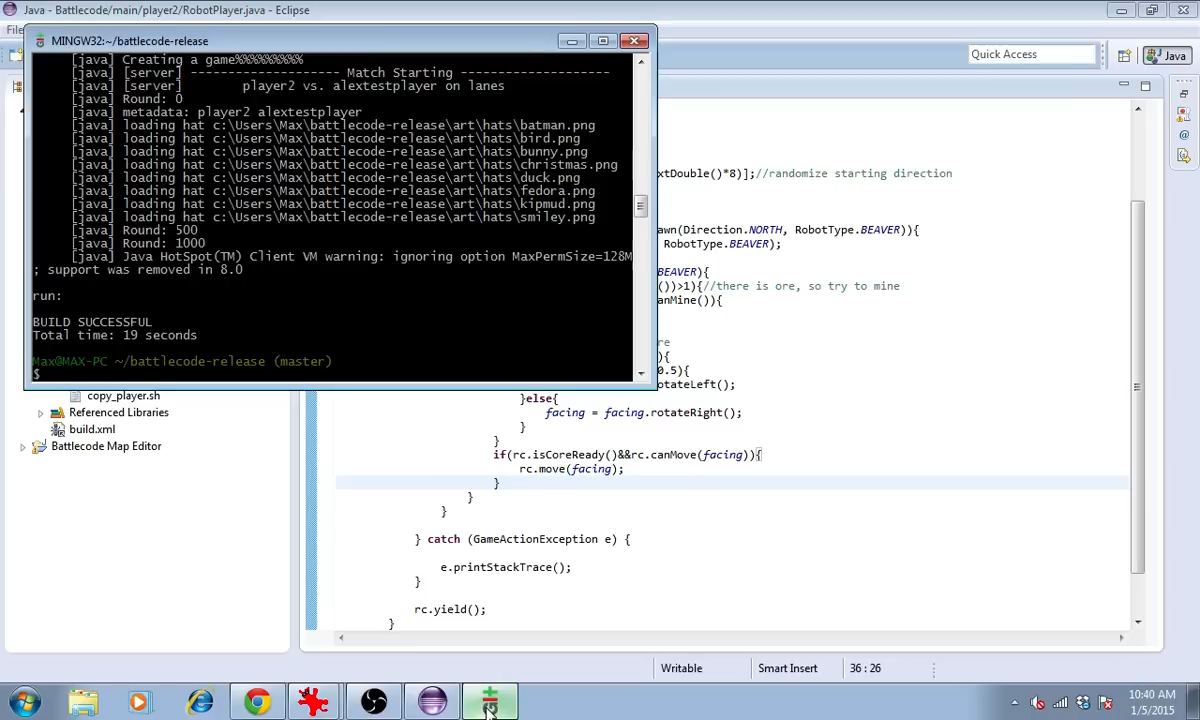 Java - Battlecode/main/player2/RobotPlayer.java - Eclipse
File
MINGW32:~/battlecode-release
Quick Access
Java
[java] Creating a game%%%%%%%%%
[java] [server] -------------------- Match Starting --------------------
[java] [server] player2 vs. alextestplayer on lanes
[java] Round: 0
[java] metadata: player2 alextestplayer
[java] loading hat c:\Users\Max\battlecode-release\art\hats\batman.png
[java] loading hat c:\Users\Max\battlecode-release\art\hats\bird.png
[java] loading hat c:\Users\Max\battlecode-release\art\hats\bunny.png
[java] loading hat c:\Users\Max\battlecode-release\art\hats\christmas.png
[java] loading hat c:\Users\Max\battlecode-release\art\hats\duck.png
[java] loading hat c:\Users\Max\battlecode-release\art\hats\fedora.png
[java] loading hat c:\Users\Max\battlecode-release\art\hats\kipmud.png
[java] loading hat c:\Users\Max\battlecode-release\art\hats\smiley.png
[java] Round: 500
[java] Round: 1000
[java] Java HotSpot(TM) Client VM warning: ignoring option MaxPermSize=128M
; support was removed in 8.0
run:
BUILD SUCCESSFUL
Total time: 19 seconds
Max@MAX-PC ~/battlecode-release (master)
$
xtDouble()*8)];//randomize starting direction
awn(Direction.NORTH, RobotType.BEAVER)){
RobotType.BEAVER);
BEAVER){
())>1){//there is ore, so try to mine
anMine()){
re
){
0.5){
otateLeft();
}else{
facing = facing.rotateRight();
}
}
if(rc.isCoreReady()&&rc.canMove(facing)){
rc.move(facing);
}
}
}
} catch (GameActionException e) {
e.printStackTrace();
}
rc.yield();
}
copy_player.sh
Referenced Libraries
build.xml
Battlecode Map Editor
Writable
Smart Insert
36 : 26
10:40 AM
1/5/2015